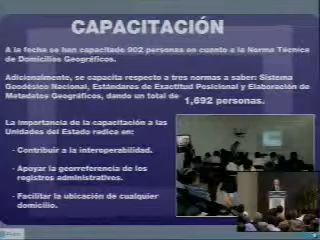 CAPACITACIÓN
A la fecha se han capacitado 902 personas en cuanto a la Norma Técnica
de Domicilios Geográficos.
Adicionalmente, se capacita respecto a tres normas a saber: Sistema
Geodésico Nacional, Estándares de Exactitud Posicional y Elaboración de
Metadatos Geográficos, dando un total de 1,692 personas.
La importancia de la capacitación a las
Unidades del Estado radica en:
- Contribuir a la interoperabilidad.
- Apoyar la georreferencia de los
registros administrativos.
- Facilitar la ubicación de cualquier
domicilio.